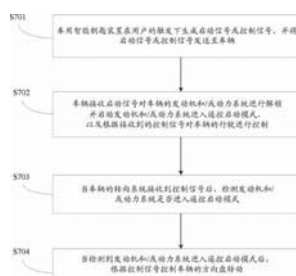 S701
车用智能钥匙装置在用户的触发下生成启动信号或控制信号，并将
启动信号或控制信号发送至车辆
S702
车辆接收启动信号对车辆的发动机和/或动力系统进行解锁
并启动发动机和/或动力系统进入遥控启动模式，
以及根据接收到的控制信号对车辆的行驶进行控制
S703
当车辆的转向系统接收到控制信号后，检测发动机和/
或动力系统是否进入遥控启动模式
S704
当检测到发动机和/或动力系统进入遥控启动模式后，
根据控制信号控制车辆的方向盘转动